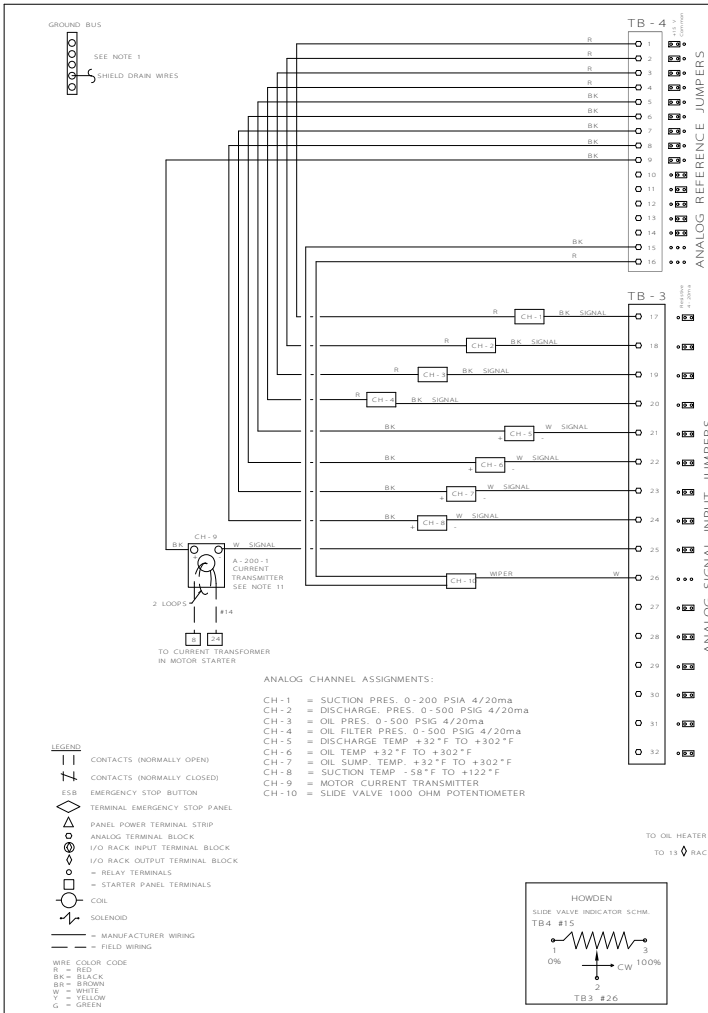 GROUND BUS
SEE NOTE 1
SHIELD DRAIN WIRES
TB - 4
+15 V
Common
R 1
R 2
R 3
R 4
BK 5
BK 6
BK 7
BK 8
BK 9
10
11
12
13
14
BK 15
R 16
ANALOG REFERENCE JUMPERS
TB - 3
Resistive
4-20ma
R CH - 1 BK SIGNAL 17
R CH - 2 BK SIGNAL 18
R CH - 3 BK SIGNAL 19
R CH - 4 BK SIGNAL 20
BK + CH - 5 - W SIGNAL 21
BK + CH - 6 - W SIGNAL 22
BK + CH - 7 - W SIGNAL 23
BK + CH - 8 - W SIGNAL 24
CH - 9
BK + - W SIGNAL 25
A - 200 - 1
CURRENT
TRANSMITTER
SEE NOTE 11
CH - 10 WIPER W 26
27
28
29
30
31
32
ANALOG SIGNAL INPUT JUMPERS
2 LOOPS
#14
8 24
TO CURRENT TRANSFORMER
IN MOTOR STARTER
ANALOG CHANNEL ASSIGNMENTS:
CH - 1 = SUCTION PRES. 0 - 200 PSIA 4/20ma
CH - 2 = DISCHARGE. PRES. 0 - 500 PSIG 4/20ma
CH - 3 = OIL PRES. 0 - 500 PSIG 4/20ma
CH - 4 = OIL FILTER PRES. 0 - 500 PSIG 4/20ma
CH - 5 = DISCHARGE TEMP +32°F TO +302°F
CH - 6 = OIL TEMP +32°F TO +302°F
CH - 7 = OIL SUMP. TEMP. +32°F TO +302°F
CH - 8 = SUCTION TEMP -58°F TO +122°F
CH - 9 = MOTOR CURRENT TRANSMITTER
CH - 10 = SLIDE VALVE 1000 OHM POTENTIOMETER
LEGEND
CONTACTS (NORMALLY OPEN)
CONTACTS (NORMALLY CLOSED)
ESB EMERGENCY STOP BUTTON
TERMINAL EMERGENCY STOP PANEL
PANEL POWER TERMINAL STRIP
ANALOG TERMINAL BLOCK
I/O RACK INPUT TERMINAL BLOCK
I/O RACK OUTPUT TERMINAL BLOCK
= RELAY TERMINALS
= STARTER PANEL TERMINALS
COIL
SOLENOID
= MANUFACTURER WIRING
= FIELD WIRING
WIRE COLOR CODE
R = RED
BK = BLACK
BR = BROWN
W = WHITE
Y = YELLOW
G = GREEN
TO OIL HEATER
TO 13 RAC
HOWDEN
SLIDE VALVE INDICATOR SCHM.
TB4 #15
1 3
0% 100%
CW
2
TB3 #26